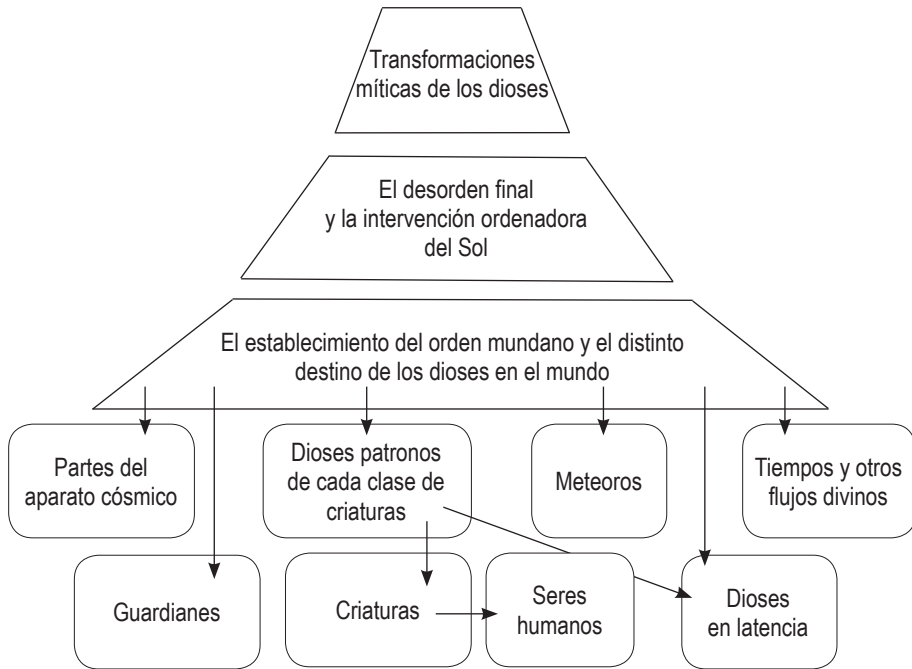 Transformaciones
míticas de los dioses
El desorden final
y la intervención ordenadora
del Sol
El establecimiento del orden mundano y el distinto
destino de los dioses en el mundo
Partes del
aparato cósmico
Dioses patronos
de cada clase de
criaturas
Meteoros
Tiempos y otros
flujos divinos
Guardianes
Criaturas
Seres
humanos
Dioses
en latencia